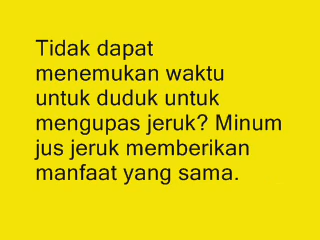 Tidak dapat
menemukan waktu
untuk duduk untuk
mengupas jeruk? Minum
jus jeruk memberikan
manfaat yang sama.